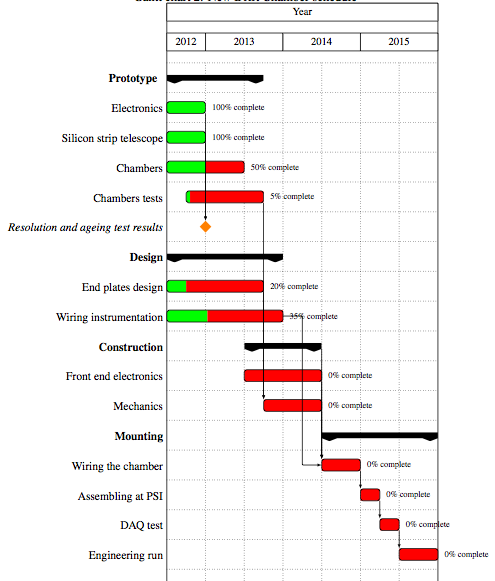 Year
2012 2013 2014 2015
Prototype
Electronics 100% complete
Silicon strip telescope 100% complete
Chambers 50% complete
Chambers tests 5% complete
Resolution and ageing test results
Design
End plates design 20% complete
Wiring instrumentation 35% complete
Construction
Front end electronics 0% complete
Mechanics 0% complete
Mounting
Wiring the chamber 0% complete
Assembling at PSI 0% complete
DAQ test 0% complete
Engineering run 0% complete